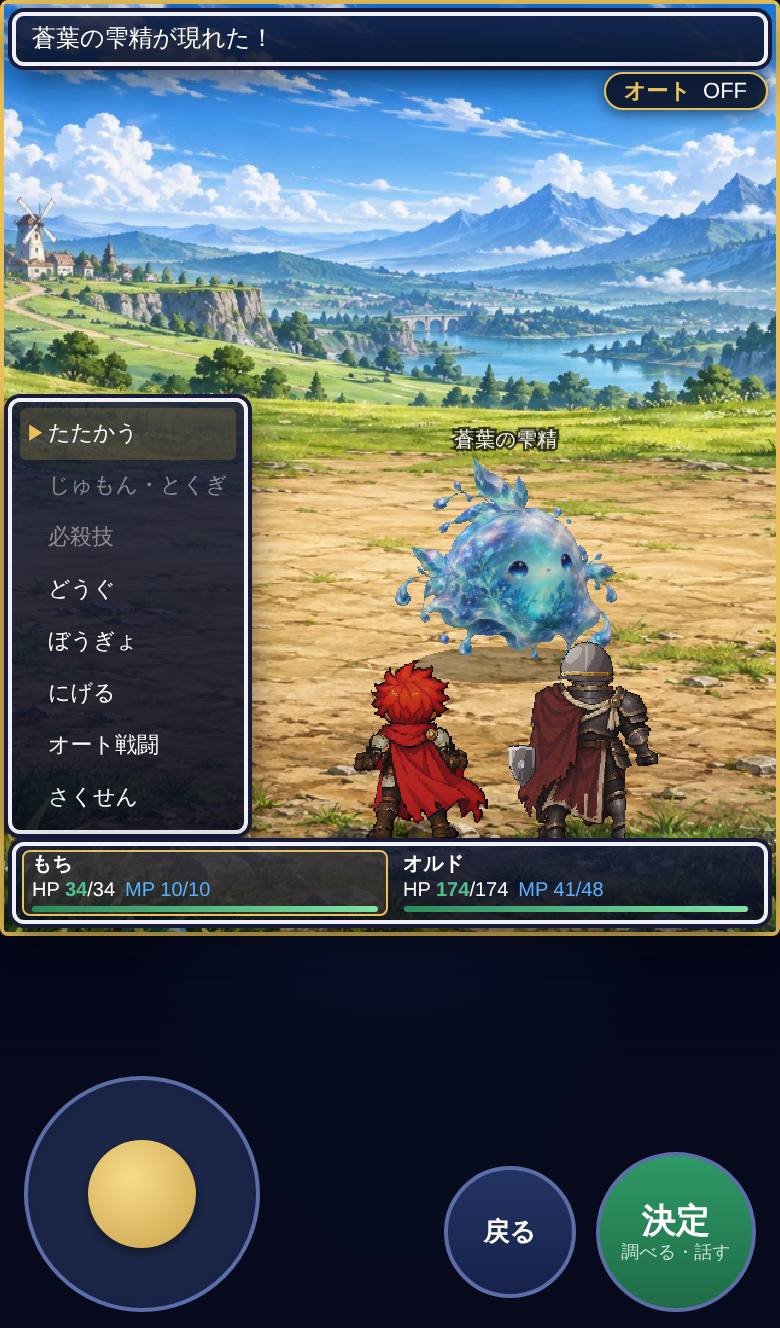 蒼葉の雫精が現れた！
オート OFF
蒼葉の雫精
▶たたかう
じゅもん・とくぎ
必殺技
どうぐ
ぼうぎょ
にげる
オート戦闘
さくせん
もち
HP 34/34 MP 10/10
オルド
HP 174/174 MP 41/48
戻る
決定
調べる・話す